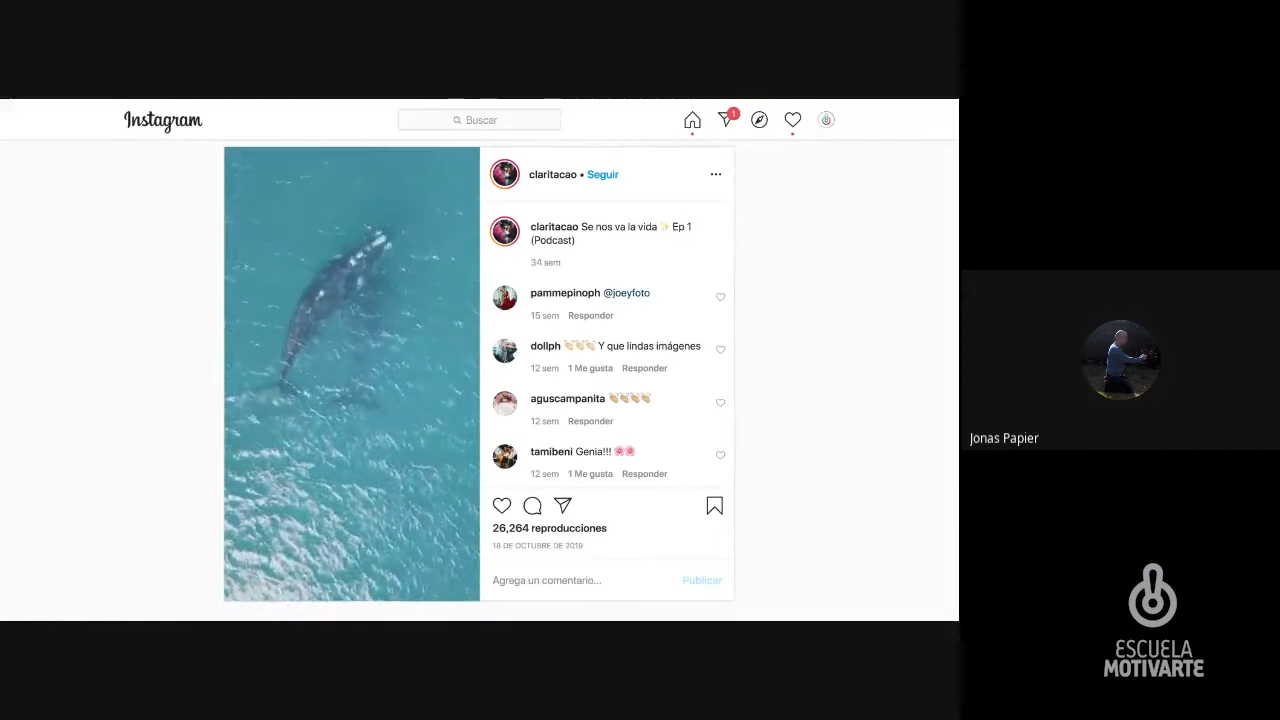 Instagram
Buscar
1
claritacao • Seguir
claritacao Se nos va la vida ✨ Ep 1
(Podcast)
34 sem
pammepinoph @joeyfoto
15 sem Responder
dollph 👏🏻👏🏻👏🏻 Y que lindas imágenes
12 sem 1 Me gusta Responder
aguscampanita 👏🏼👏🏼👏🏼👏🏼
12 sem Responder
tamibeni Genia!!! 🌸🌸
12 sem 1 Me gusta Responder
26,264 reproducciones
18 DE OCTUBRE DE 2019
Agrega un comentario... Publicar
Jonas Papier
ESCUELA
MOTIVARTE